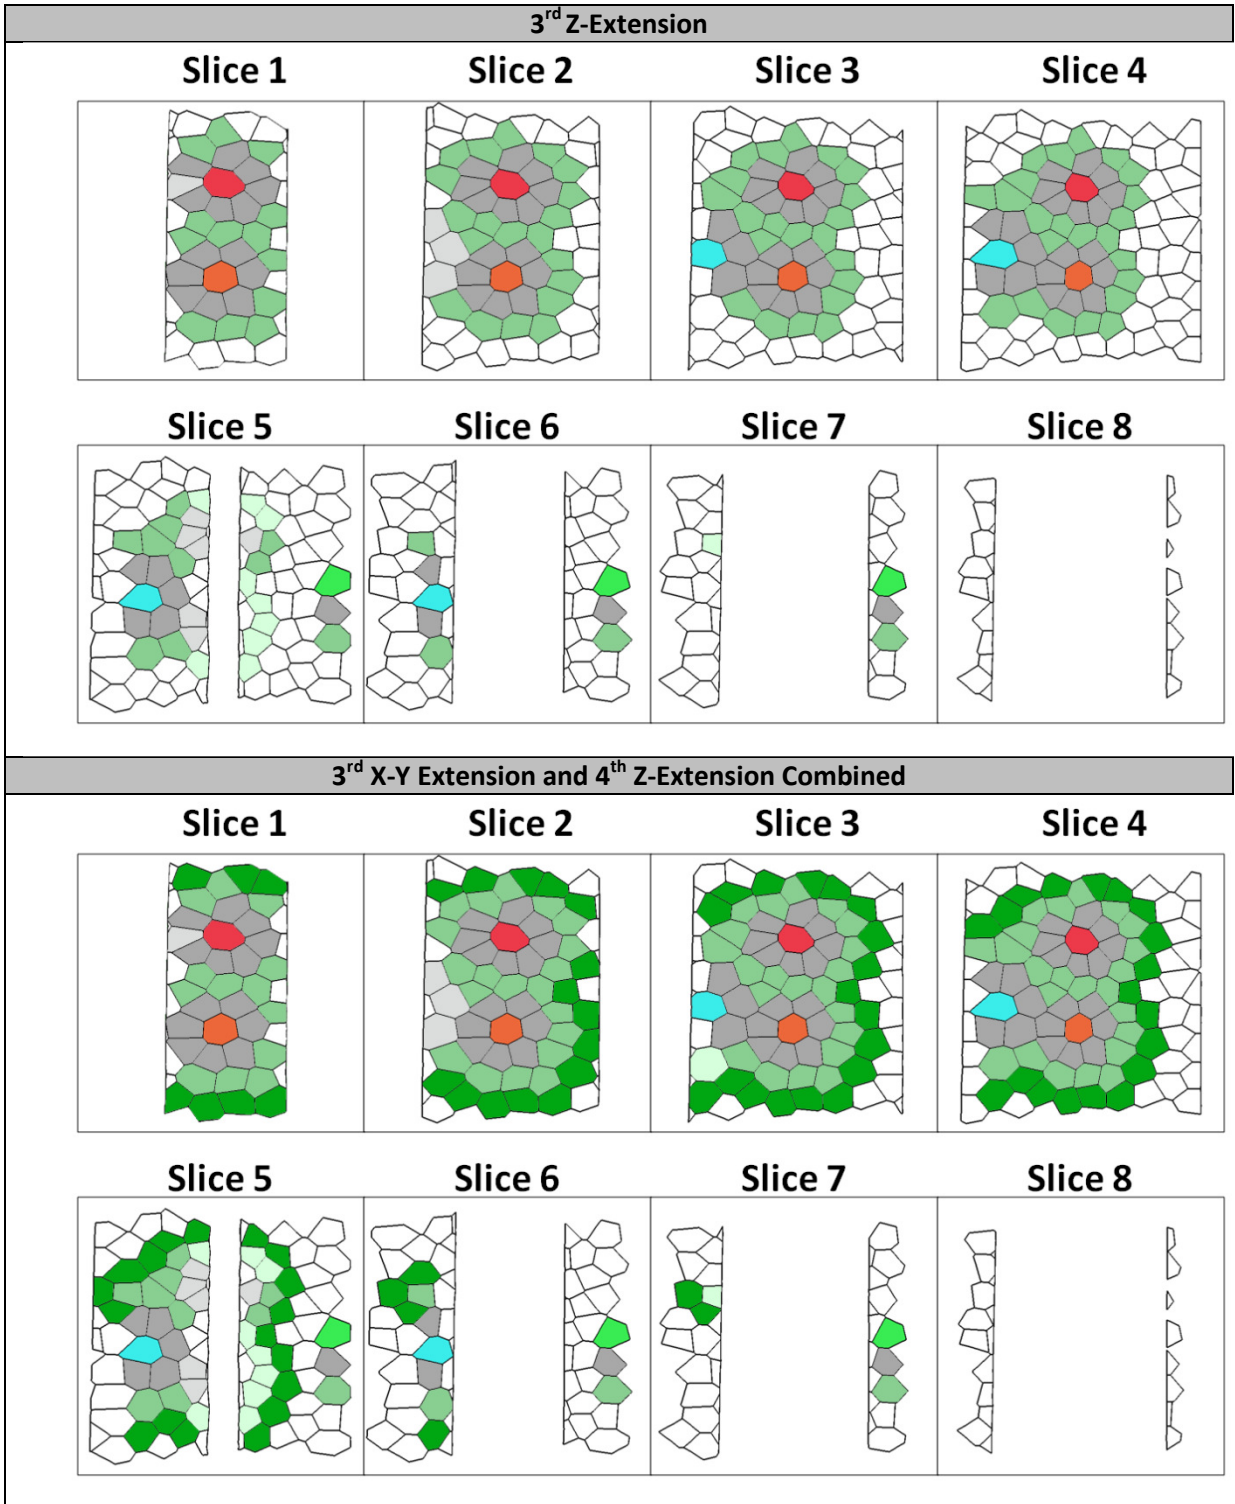 3rd Z-Extension
Slice 1 Slice 2 Slice 3 Slice 4
Slice 5 Slice 6 Slice 7 Slice 8
3rd X-Y Extension and 4th Z-Extension Combined
Slice 1 Slice 2 Slice 3 Slice 4
Slice 5 Slice 6 Slice 7 Slice 8